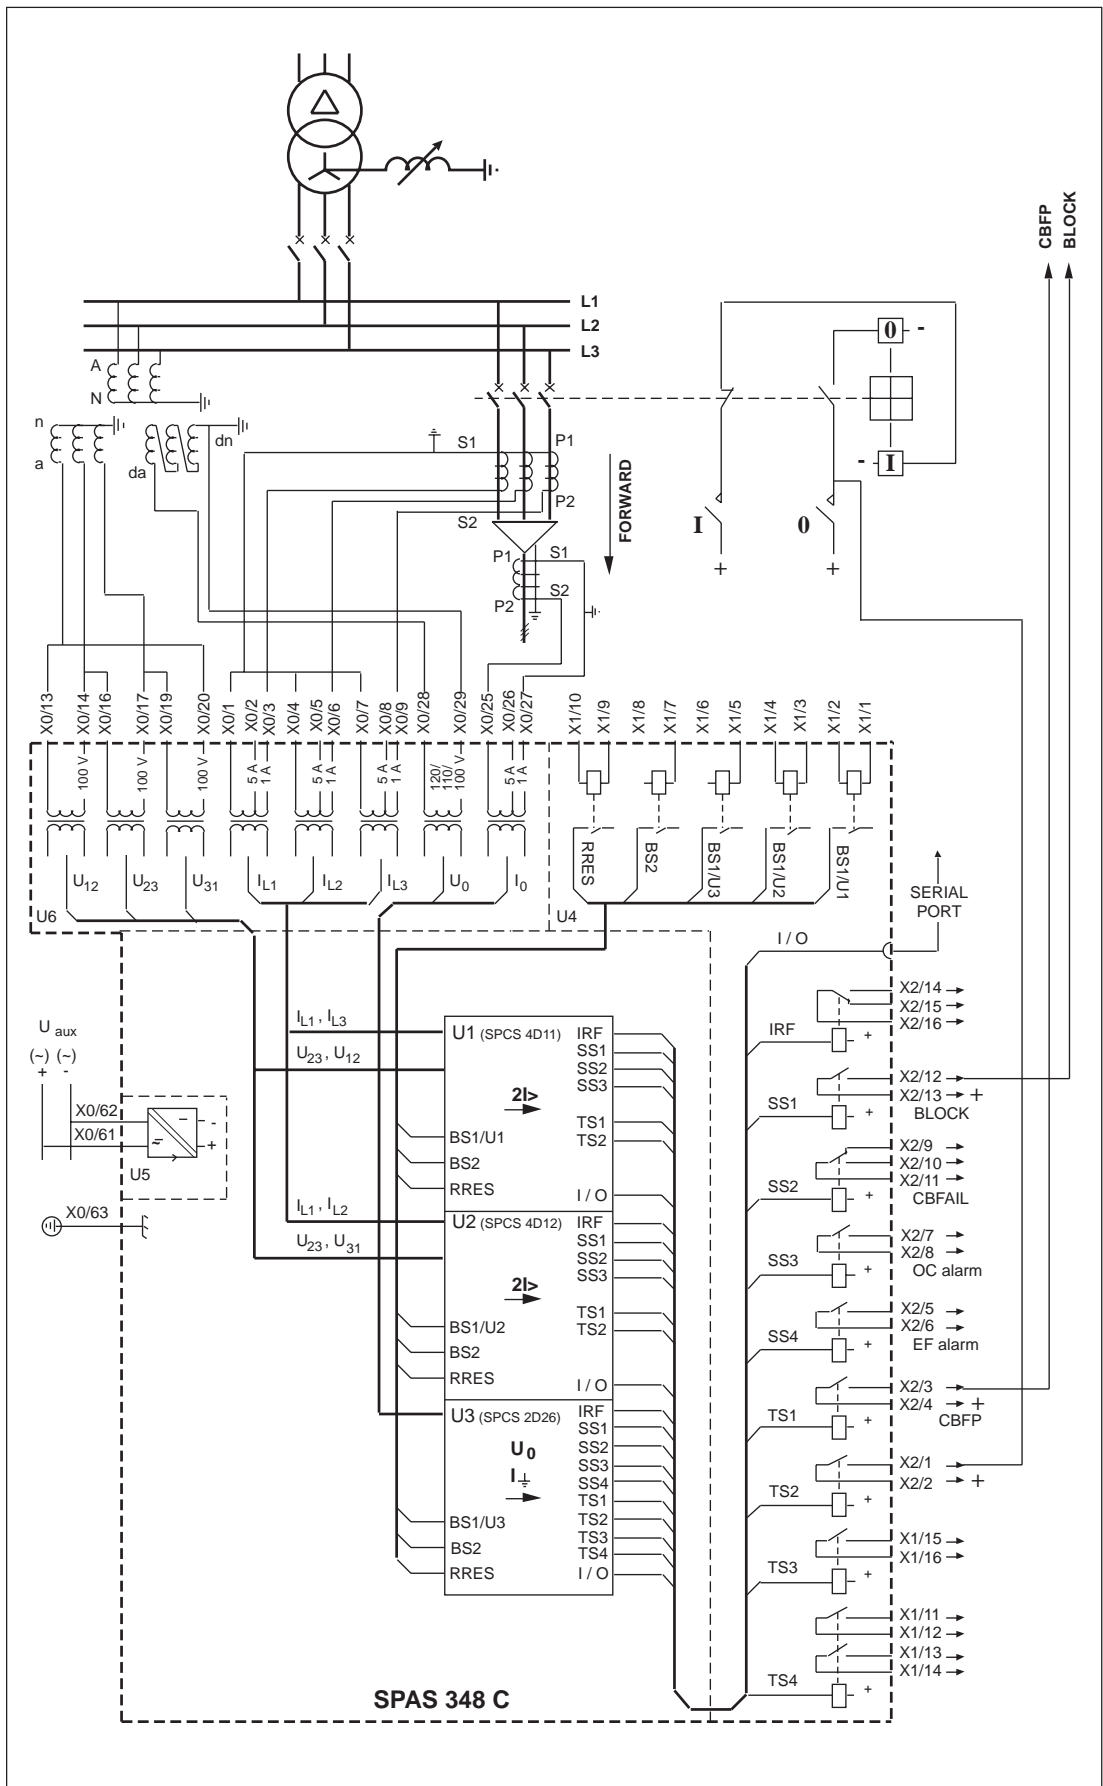 CBFP
BLOCK
L1
L2
L3
A
N
0 -
n
a
dn
da
S1
P1
- I
P2
S2
FORWARD
I
0
P1
S1
S2
P2
+
+
X0/13
X0/14
X0/16
X0/17
X0/19
X0/20
X0/1
X0/2
X0/3
X0/4
X0/5
X0/6
X0/7
X0/8
X0/9
X0/28
X0/29
X0/25
X0/26
X0/27
X1/10
X1/9
X1/8
X1/7
X1/6
X1/5
X1/4
X1/3
X1/2
X1/1
100 V
100 V
100 V
5 A
1 A
5 A
1 A
5 A
1 A
120/
110/
100 V
5 A
1 A
RRES
BS2
BS1/U3
BS1/U2
BS1/U1
U12
U23
U31
IL1
IL2
IL3
U0
I0
U6
U4
SERIAL
PORT
I / O
X2/14
X2/15
X2/16
IRF
+
X2/12
X2/13 +
BLOCK
SS1
+
X2/9
X2/10
X2/11
CBFAIL
SS2
+
X2/7
X2/8
OC alarm
SS3
+
X2/5
X2/6
EF alarm
SS4
+
X2/3
X2/4 +
CBFP
TS1
+
X2/1
X2/2 +
TS2
+
X1/15
X1/16
TS3
+
X1/11
X1/12
X1/13
X1/14
TS4
+
U aux
(~) (~)
+ -
X0/62
X0/61
U5
- -
~ +
=
X0/63
IL1 , IL3
U23 , U12
U1 (SPCS 4D11)
2I>
BS1/U1
BS2
RRES
IRF
SS1
SS2
SS3
TS1
TS2
I / O
IL1 , IL2
U23 , U31
U2 (SPCS 4D12)
2I>
BS1/U2
BS2
RRES
IRF
SS1
SS2
SS3
TS1
TS2
I / O
U3 (SPCS 2D26)
U0
I
BS1/U3
BS2
RRES
IRF
SS1
SS2
SS3
SS4
TS1
TS2
TS3
TS4
I / O
SPAS 348 C